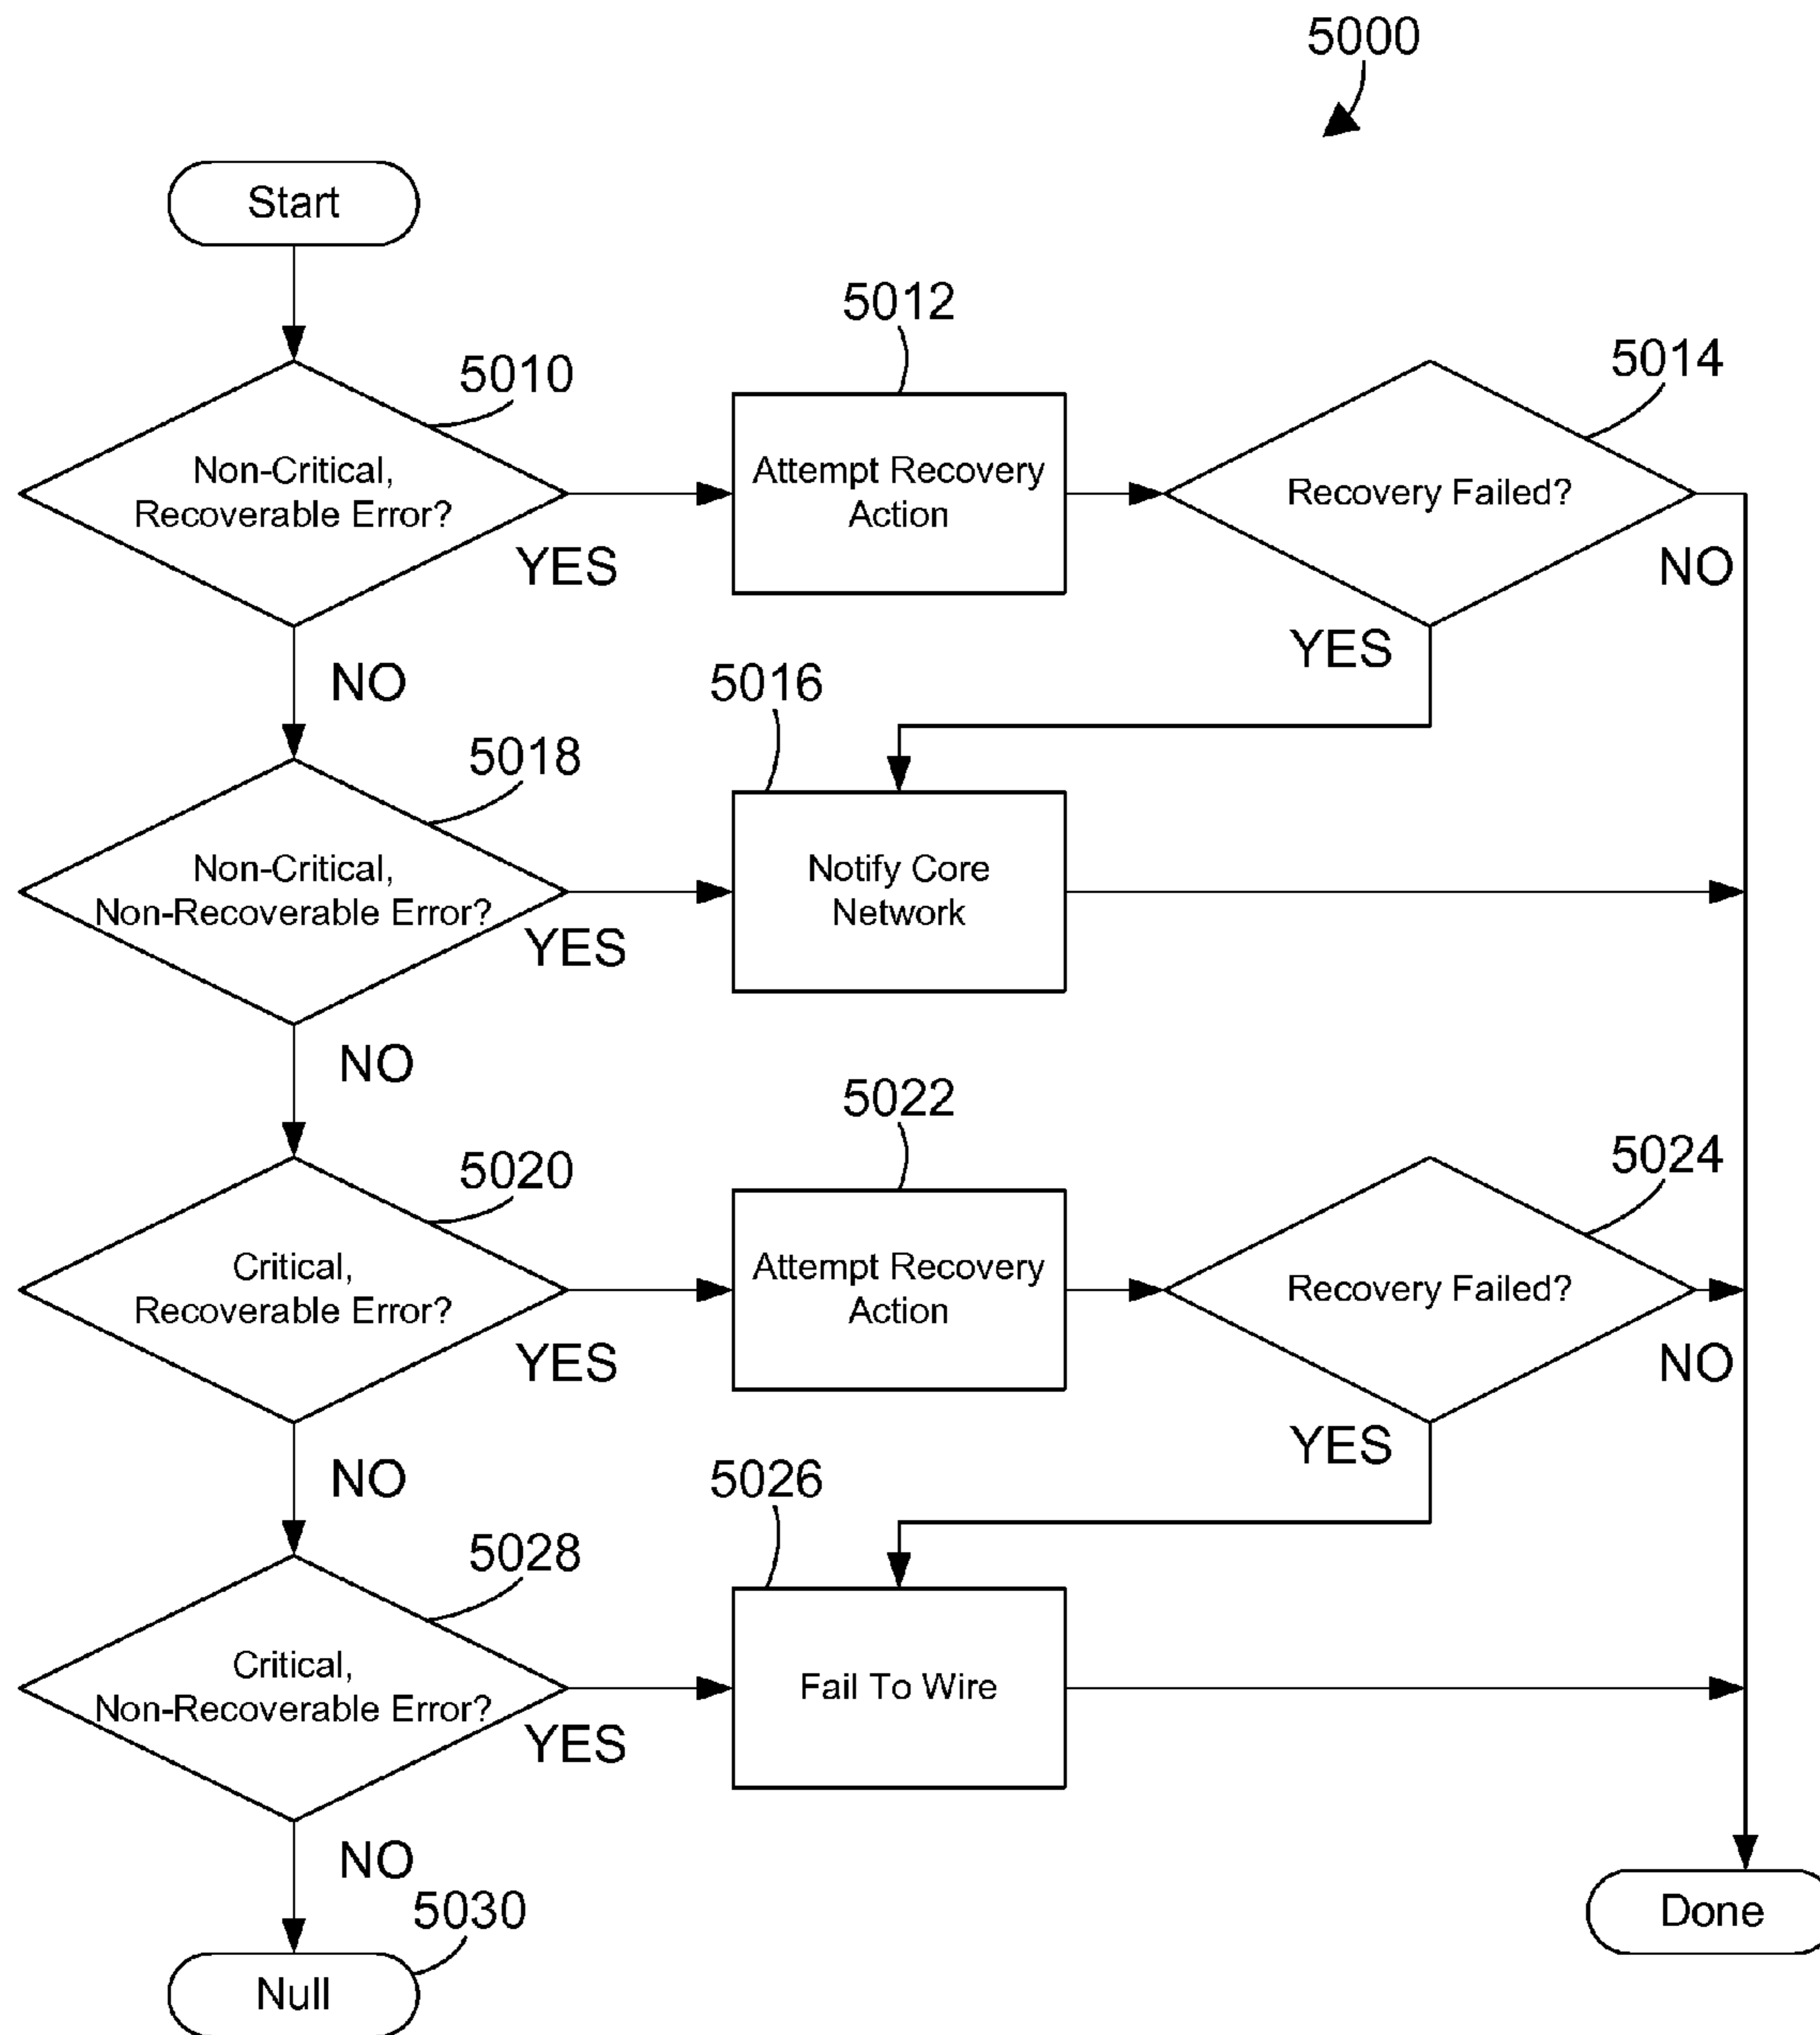 5000
Start
5012
5014
5010
Non-Critical,
Recoverable Error?
Attempt Recovery
Action
Recovery Failed?
YES
NO
YES
NO
5016
5018
Non-Critical,
Non-Recoverable Error?
Notify Core
Network
YES
NO
5022
5024
5020
Critical,
Recoverable Error?
Attempt Recovery
Action
Recovery Failed?
YES
NO
YES
NO
5026
5028
Critical,
Non-Recoverable Error?
Fail To Wire
YES
NO
5030
Null
Done